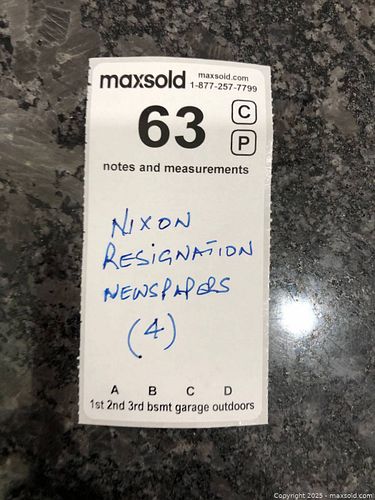 maxsold maxsold.com
1-877-257-7799
63 C
P
notes and measurements
NIXON
RESIGNATION
NEWSPAPERS
(4)
A B C D
1st 2nd 3rd bsmt garage outdoors
Copyright 2025 - maxsold.com